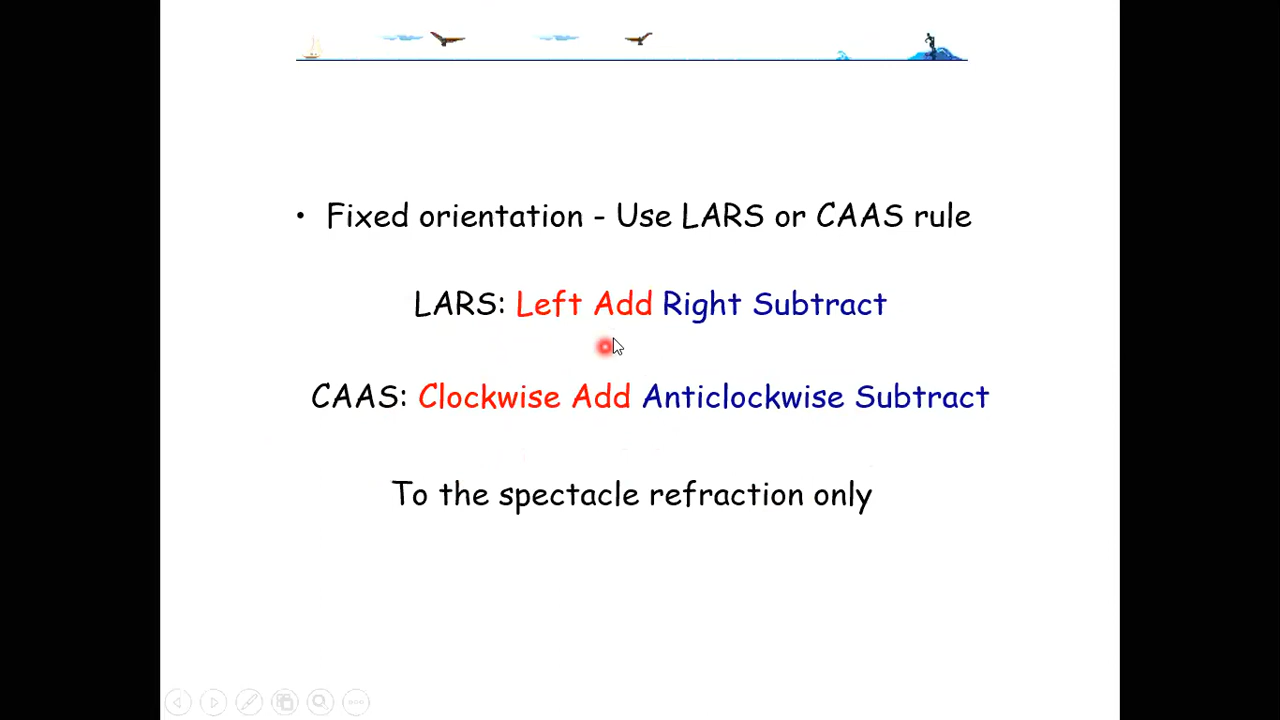 • Fixed orientation - Use LARS or CAAS rule
LARS: Left Add Right Subtract
CAAS: Clockwise Add Anticlockwise Subtract
To the spectacle refraction only